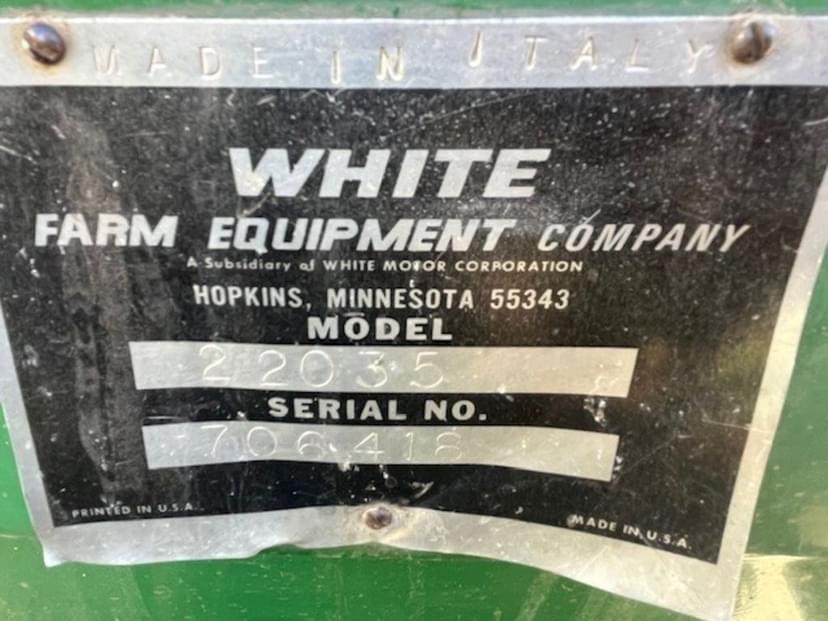 MADE IN ITALY
WHITE
FARM EQUIPMENT COMPANY
A Subsidiary of WHITE MOTOR CORPORATION
HOPKINS, MINNESOTA 55343
MODEL
22035
SERIAL NO.
706418
PRINTED IN U.S.A.
MADE IN U.S.A.